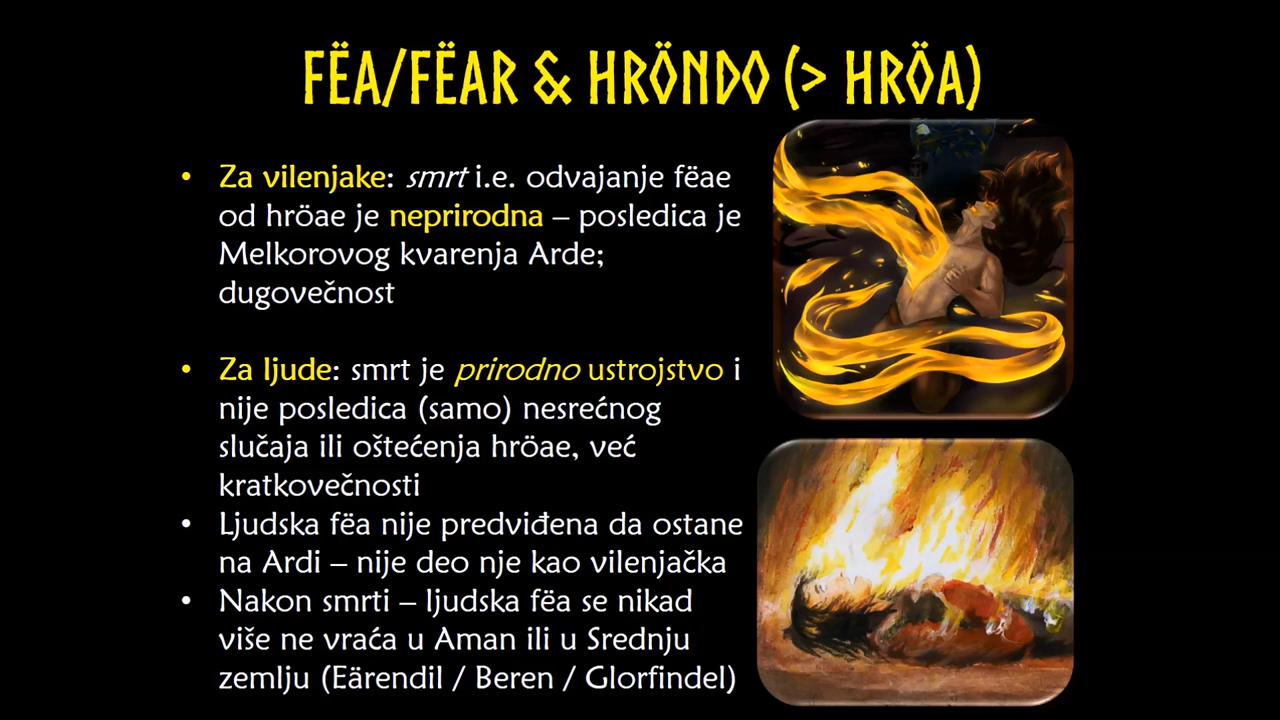 FËA/FËAR & HRÖNDO (> HRÖA)
• Za vilenjake: smrt i.e. odvajanje fëae
od hröae je neprirodna – posledica je
Melkorovog kvarenja Arde;
dugovečnost
• Za ljude: smrt je prirodno ustrojstvo i
nije posledica (samo) nesrećnog
slučaja ili oštećenja hröae, već
kratkovečnosti
• Ljudska fëa nije predviđena da ostane
na Ardi – nije deo nje kao vilenjačka
• Nakon smrti – ljudska fëa se nikad
više ne vraća u Aman ili u Srednju
zemlju (Eärendil / Beren / Glorfindel)